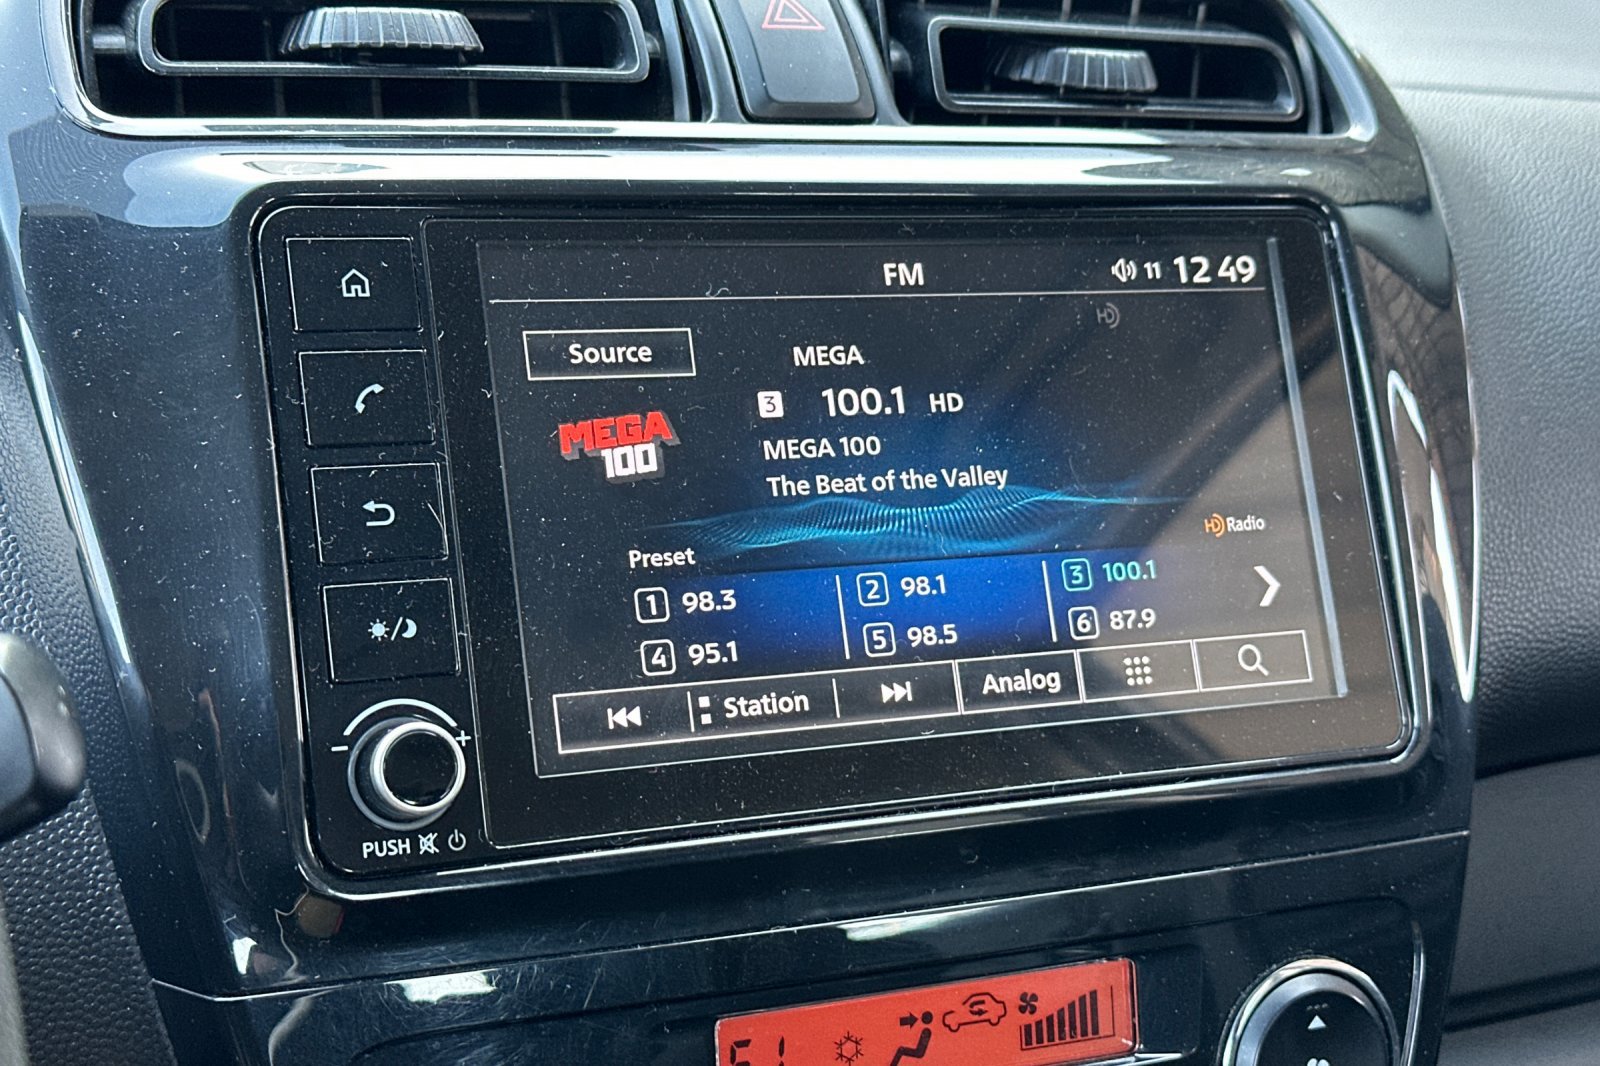 FM
11 12 49
HD
Source
MEGA
3 100.1 HD
MEGA 100
MEGA 100
The Beat of the Valley
HD Radio
Preset
1 98.3
2 98.1
3 100.1
4 95.1
5 98.5
6 87.9
Station
Analog
- +
PUSH